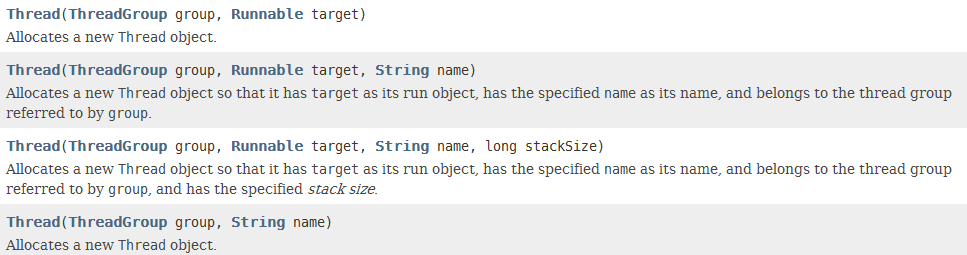 Thread(ThreadGroup group, Runnable target)
Allocates a new Thread object.
Thread(ThreadGroup group, Runnable target, String name)
Allocates a new Thread object so that it has target as its run object, has the specified name as its name, and belongs to the thread group
referred to by group.
Thread(ThreadGroup group, Runnable target, String name, long stackSize)
Allocates a new Thread object so that it has target as its run object, has the specified name as its name, and belongs to the thread group
referred to by group, and has the specified stack size.
Thread(ThreadGroup group, String name)
Allocates a new Thread object.